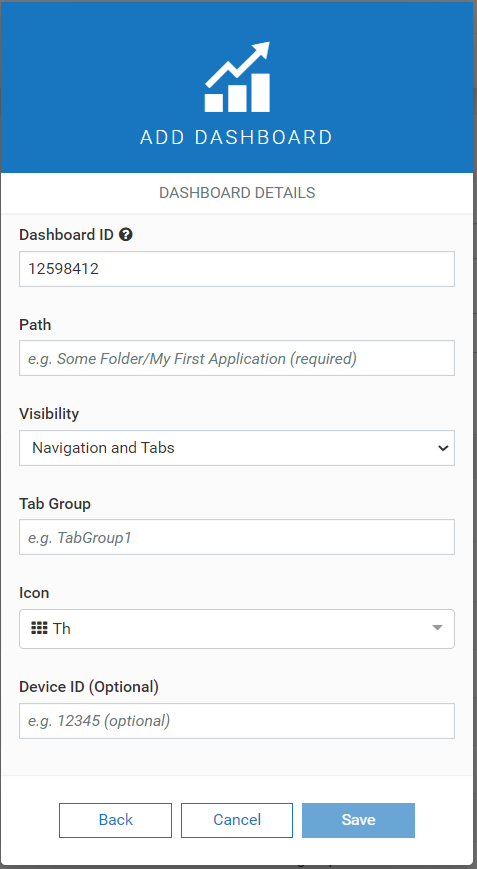 ADD DASHBOARD
DASHBOARD DETAILS
Dashboard ID
12598412
Path
e.g. Some Folder/My First Application (required)
Visibility
Navigation and Tabs
Tab Group
e.g. TabGroup1
Icon
Th
Device ID (Optional)
e.g. 12345 (optional)
Back Cancel Save